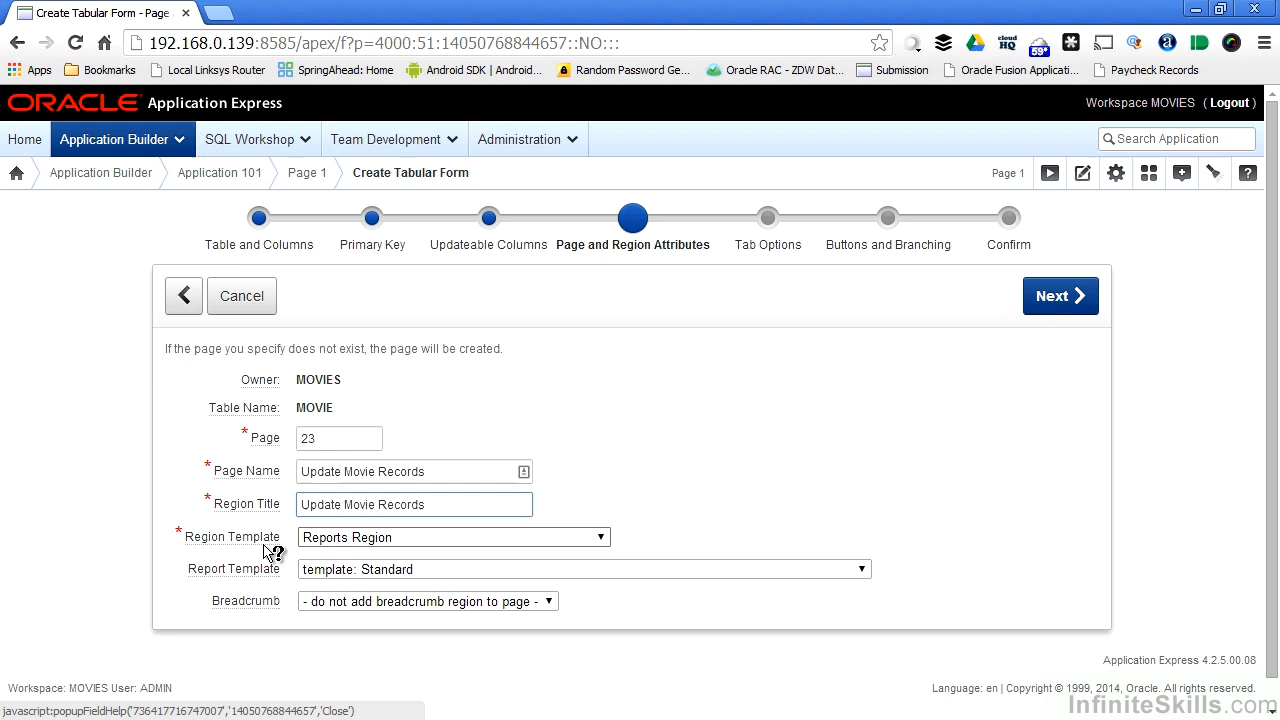 Create Tabular Form - Page
192.168.0.139:8585/apex/f?p=4000:51:14050768844657::NO:::
59°
Apps Bookmarks Local Linksys Router SpringAhead: Home Android SDK | Android... Random Password Ge... Oracle RAC - ZDW Dat... Submission Oracle Fusion Applicati... Paycheck Records
ORACLE Application Express
Workspace MOVIES ( Logout )
Home Application Builder SQL Workshop Team Development Administration Search Application
Application Builder Application 101 Page 1 Create Tabular Form Page 1
Table and Columns Primary Key Updateable Columns Page and Region Attributes Tab Options Buttons and Branching Confirm
Cancel Next
If the page you specify does not exist, the page will be created.
Owner: MOVIES
Table Name: MOVIE
* Page 23
* Page Name Update Movie Records
* Region Title Update Movie Records
* Region Template Reports Region
Report Template template: Standard
Breadcrumb - do not add breadcrumb region to page -
Application Express 4.2.5.00.08
Workspace: MOVIES User: ADMIN Language: en | Copyright © 1999, 2014, Oracle. All rights reserved.
javascript:popupFieldHelp('736417716747007','14050768844657','Close')
InfiniteSkills.com